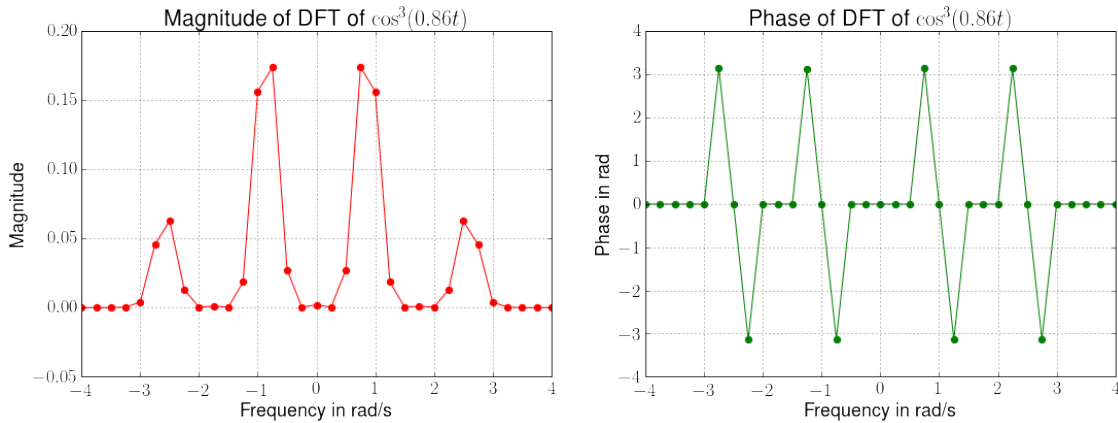 Magnitude of DFT of cos³(0.86t)
0.20
0.15
0.10
0.05
0.00
−0.05
Magnitude
−4 −3 −2 −1 0 1 2 3 4
Frequency in rad/s
Phase of DFT of cos³(0.86t)
4
3
2
1
0
−1
−2
−3
−4
Phase in rad
−4 −3 −2 −1 0 1 2 3 4
Frequency in rad/s